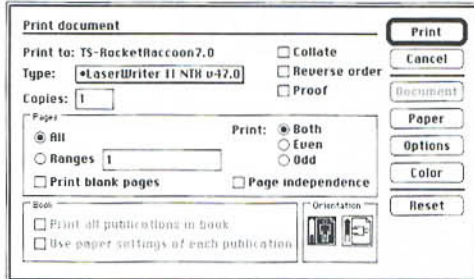 Print document
Print to: TS-RocketRaccoon7.0
Type: •LaserWriter II NTX v47.0
Copies: 1
Collate
Reverse order
Proof
Pages
All
Ranges 1
Print blank pages
Print: Both
Even
Odd
Page independence
Book
Print all publications in book
Use paper settings of each publication
Orientation
Print
Cancel
Document
Paper
Options
Color
Reset